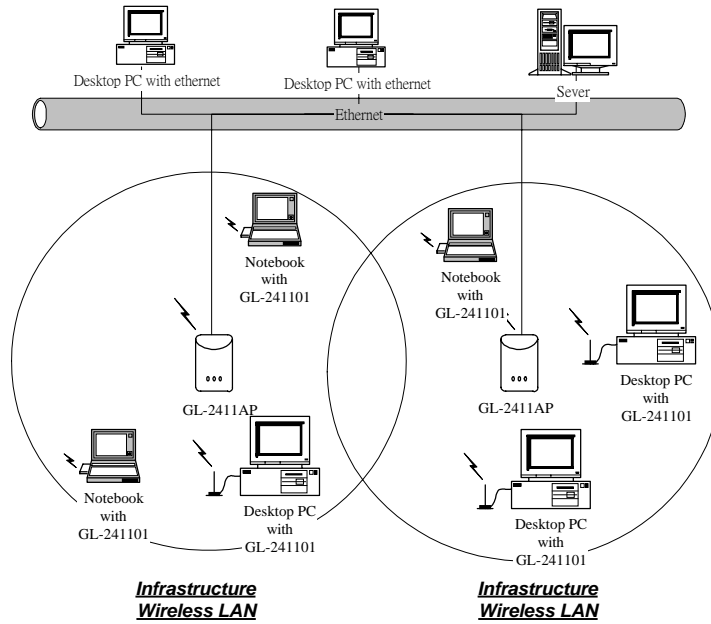 Desktop PC with ethernet
Desktop PC with ethernet
Sever
Ethernet
Notebook
with
GL-241101
GL-2411AP
Notebook
with
GL-241101
Desktop PC
with
GL-241101
Notebook
with
GL-241101
Desktop PC
with
GL-241101
GL-2411AP
Desktop PC
with
GL-241101
Infrastructure
Wireless LAN
Infrastructure
Wireless LAN